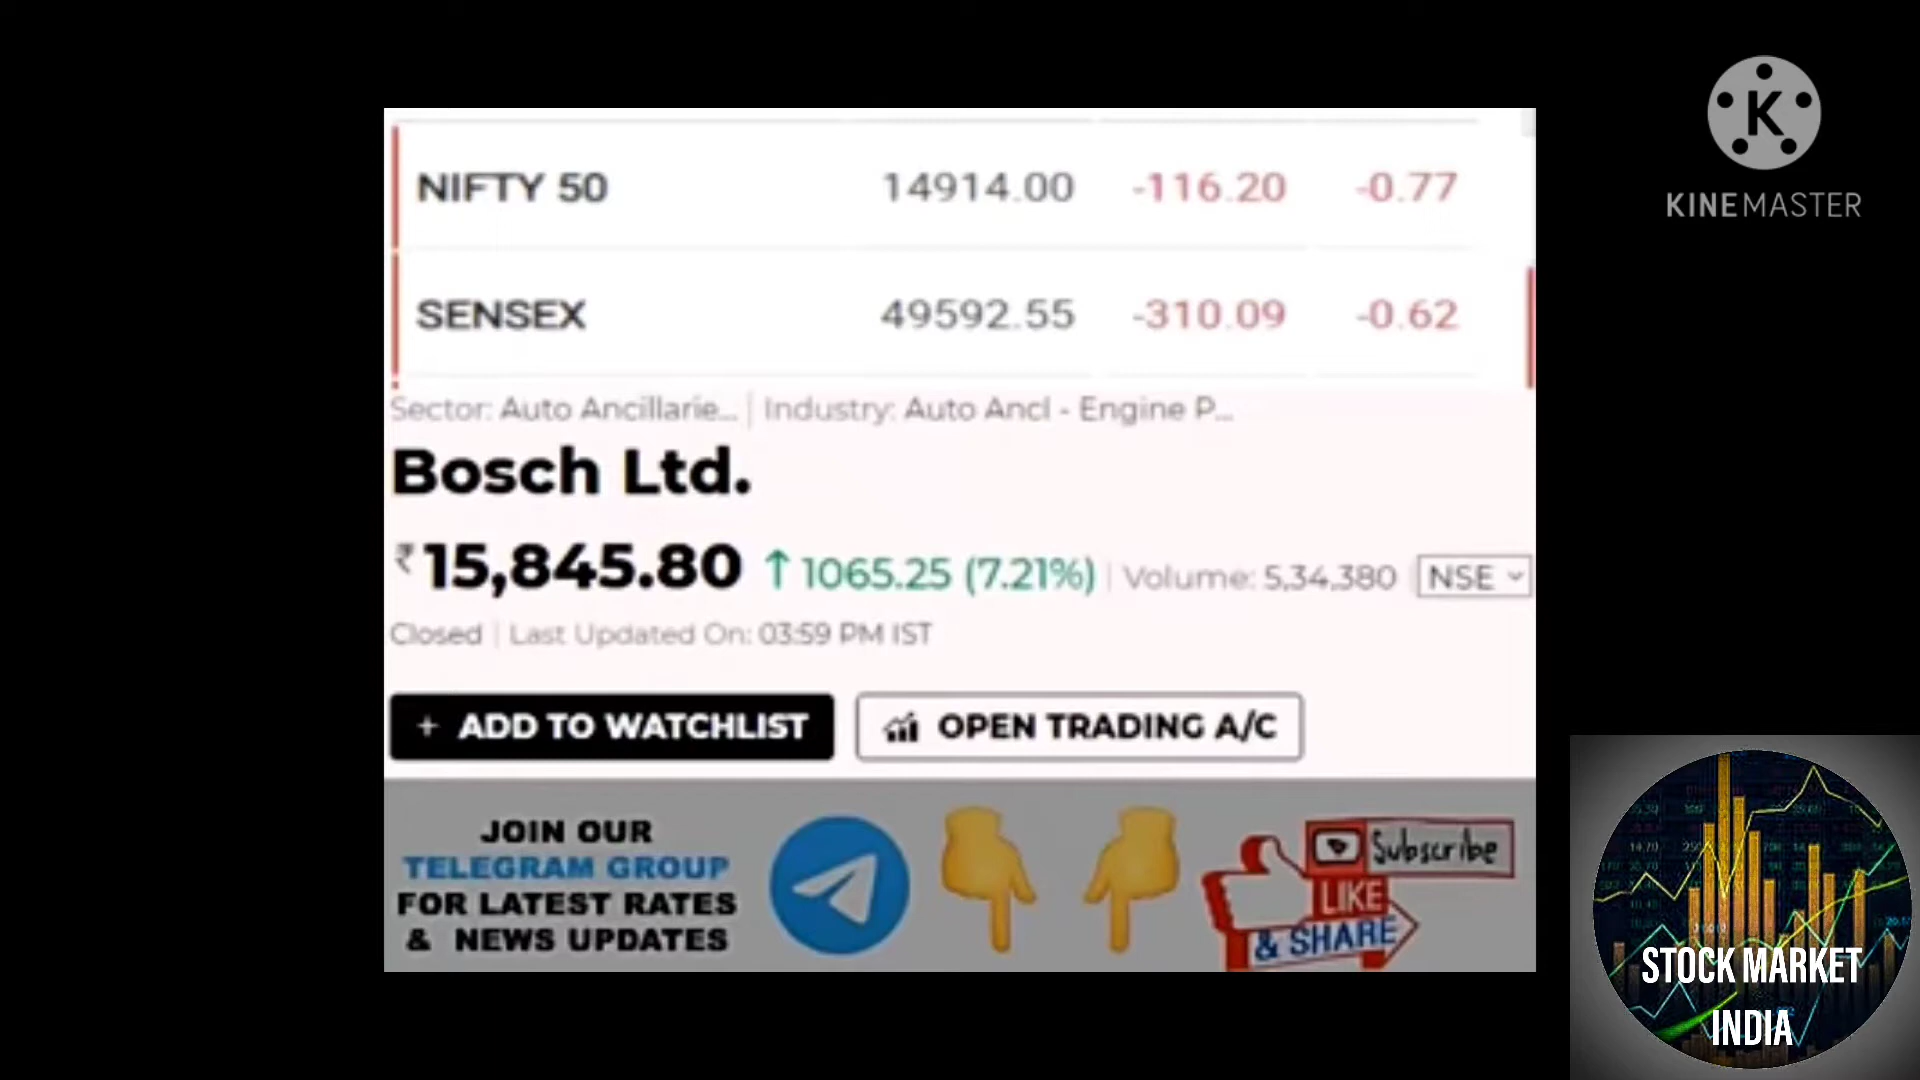 K
KINEMASTER
NIFTY 50 14914.00 -116.20 -0.77
SENSEX 49592.55 -310.09 -0.62
Sector: Auto Ancillarie... | Industry: Auto Ancl - Engine P...
Bosch Ltd.
₹15,845.80 ↑ 1065.25 (7.21%) | Volume: 5,34,380 NSE
Closed | Last Updated On: 03:59 PM IST
+ ADD TO WATCHLIST OPEN TRADING A/C
JOIN OUR
TELEGRAM GROUP
FOR LATEST RATES
& NEWS UPDATES
Subscribe
LIKE
& SHARE
STOCK MARKET
INDIA